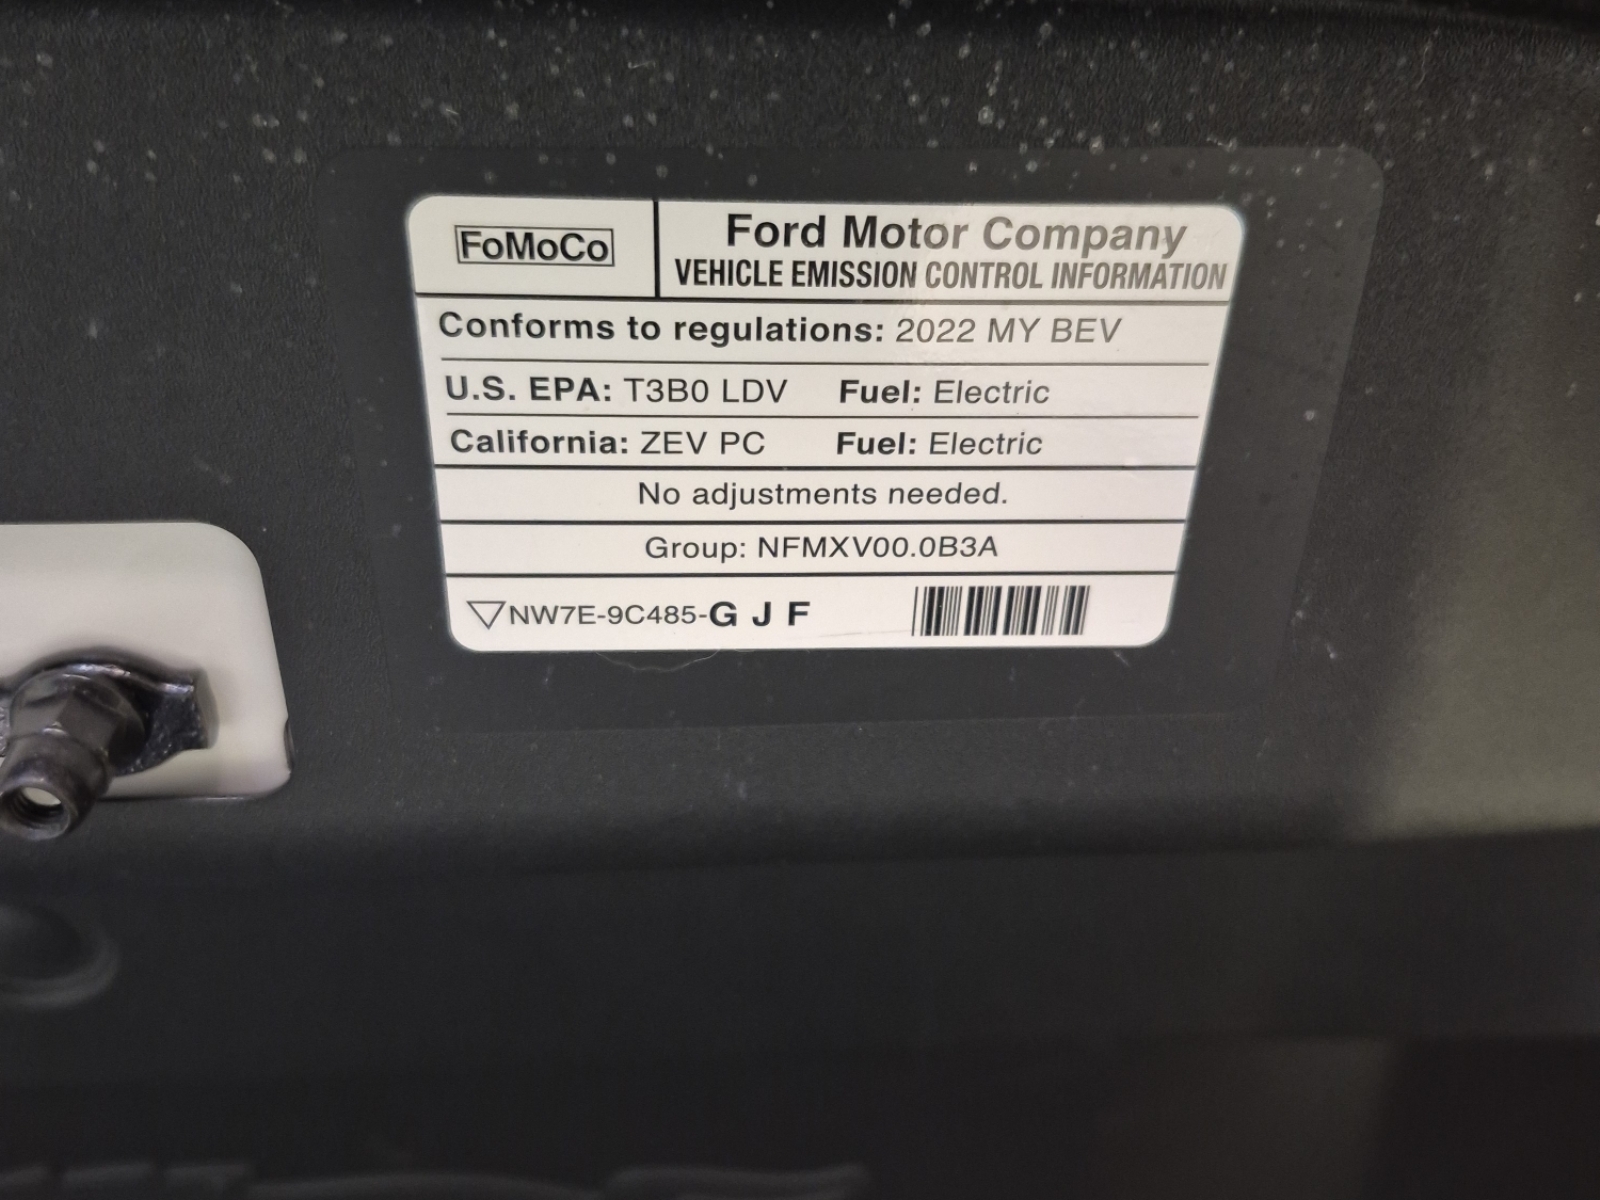 FoMoCo
Ford Motor Company
VEHICLE EMISSION CONTROL INFORMATION
Conforms to regulations: 2022 MY BEV
U.S. EPA: T3B0 LDV Fuel: Electric
California: ZEV PC Fuel: Electric
No adjustments needed.
Group: NFMXV00.0B3A
NW7E-9C485-G J F